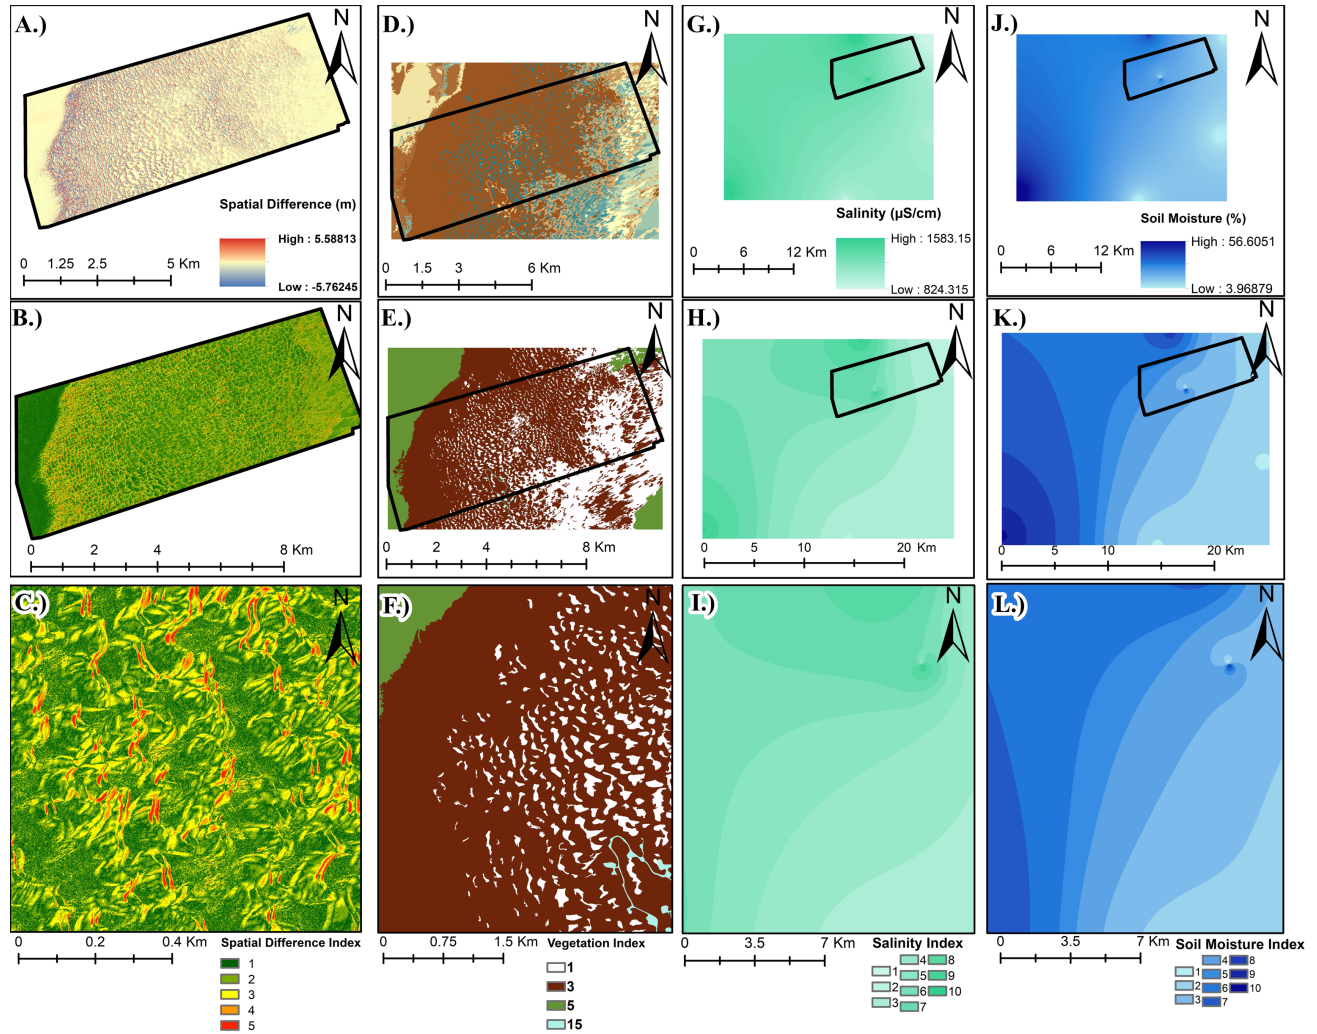 A.)
N
Spatial Difference (m)
High : 5.58813
Low : -5.76245
0 1.25 2.5 5 Km
D.)
N
0 1.5 3 6 Km
G.)
N
Salinity (µS/cm)
High : 1583.15
Low : 824.315
0 6 12 Km
J.)
N
Soil Moisture (%)
High : 56.6051
Low : 3.96879
0 6 12 Km
B.)
N
0 2 4 8 Km
E.)
N
0 2 4 8 Km
H.)
N
0 5 10 20 Km
K.)
N
0 5 10 20 Km
C.)
N
0 0.2 0.4 Km
Spatial Difference Index
1
2
3
4
5
F.)
N
0 0.75 1.5 Km
Vegetation Index
1
3
5
15
I.)
N
0 3.5 7 Km
Salinity Index
4 8
1 5 9
2 6 10
3 7
L.)
N
0 3.5 7 Km
Soil Moisture Index
4 8
1 5 9
2 6 10
3 7